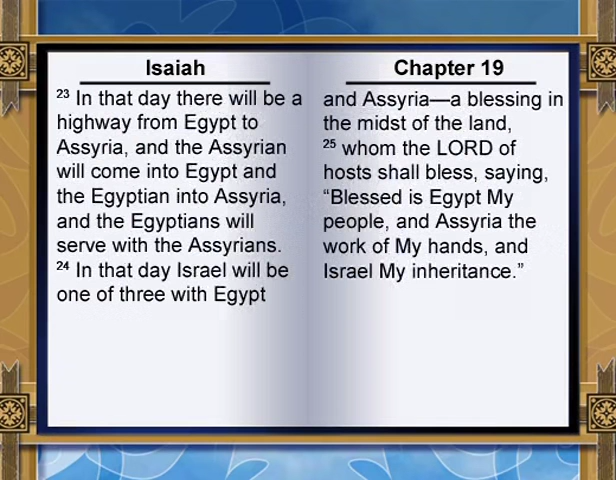 Isaiah
²³ In that day there will be a
highway from Egypt to
Assyria, and the Assyrian
will come into Egypt and
the Egyptian into Assyria,
and the Egyptians will
serve with the Assyrians.
²⁴ In that day Israel will be
one of three with Egypt
Chapter 19
and Assyria—a blessing in
the midst of the land,
²⁵ whom the LORD of
hosts shall bless, saying,
“Blessed is Egypt My
people, and Assyria the
work of My hands, and
Israel My inheritance.”